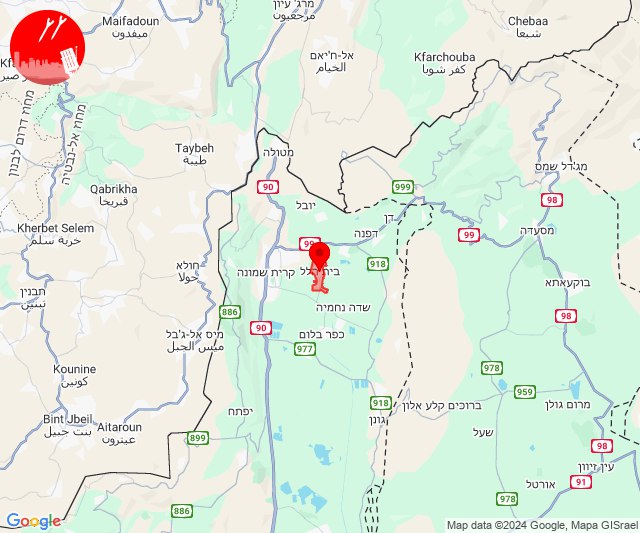 מרג' עיון
مرجعيون
Chebaa
شبعا
Maifadoun
ميفدون
אל-ח'יאם
الخيام
Kfarchouba
كفر شوبا
מחוז דרום לבנון
מחוז אל-נבטיה
Taybeh
طيبة
מטולה
מג'דל שמס
90
999
98
Qabrikha
قبريخا
יובל
דן
Kherbet Selem
خربة سلم
דפנה
99
מסעדה
99
918
חולא
حولا
קרית שמונה
בית הלל
בוקעאתא
תבנין
تبنين
886
שדה נחמיה
98
מיס אל-ג'בל
ميس الجبل
90
כפר בלום
977
Kounine
كونين
978
959
918
יפתח
ברוכים קלע אלון
מרום גולן
Bint Jbeil
بنت جبيل
Aitaroun
عيترون
899
גונן
שעל
98
עין זיוון
91
אורטל
978
886
Google
Map data ©2024 Google, Mapa GISrael